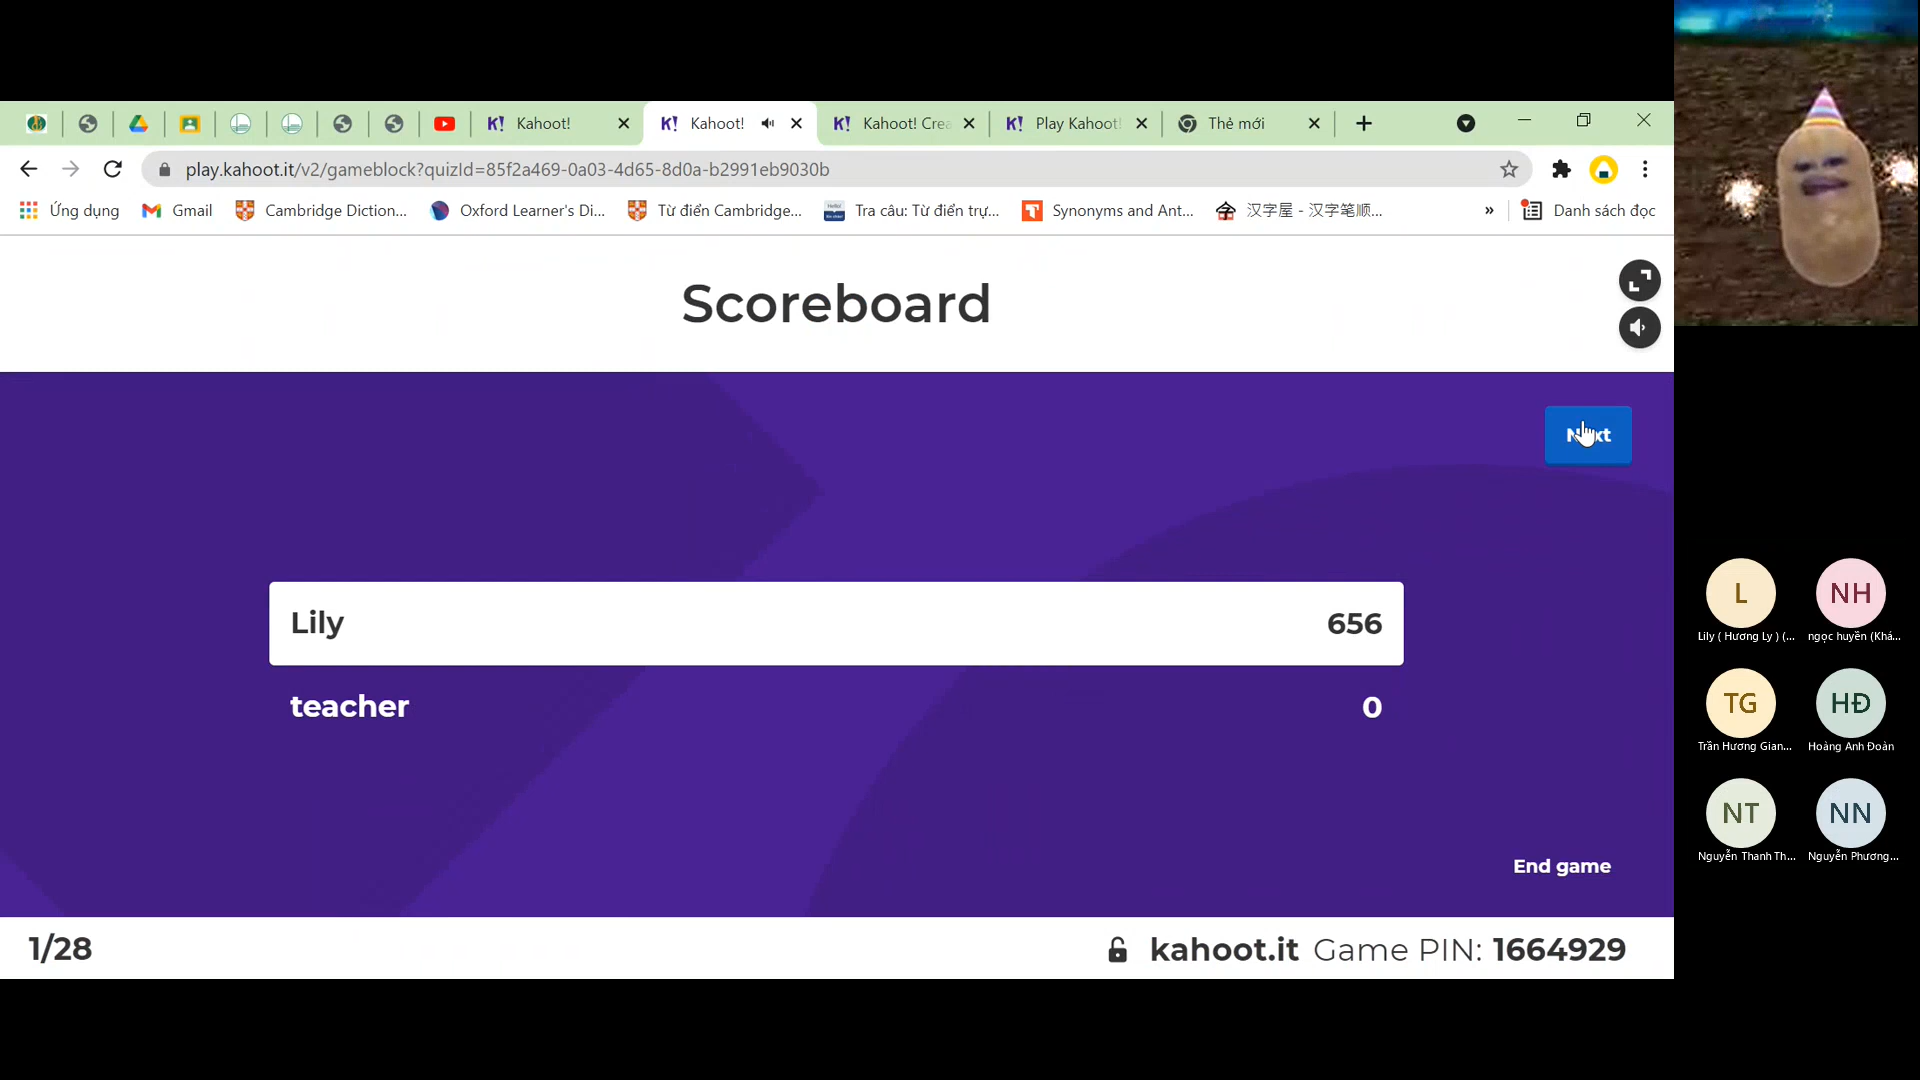 Kahoot!
Kahoot!
Kahoot! Crea
Play Kahoot!
Thẻ mới
play.kahoot.it/v2/gameblock?quizId=85f2a469-0a03-4d65-8d0a-b2991eb9030b
Ứng dụng
Gmail
Cambridge Diction...
Oxford Learner's Di...
Từ điển Cambridge...
Tra câu: Từ điển trự...
Synonyms and Ant...
汉字屋 - 汉字笔顺...
»
Danh sách đọc
Scoreboard
Next
Lily 656
teacher 0
End game
1/28
kahoot.it Game PIN: 1664929
L
Lily ( Hương Ly ) (...
NH
ngọc huyền (Khá...
TG
Trần Hương Gian...
HĐ
Hoàng Anh Đoàn
NT
Nguyễn Thanh Th...
NN
Nguyễn Phương...